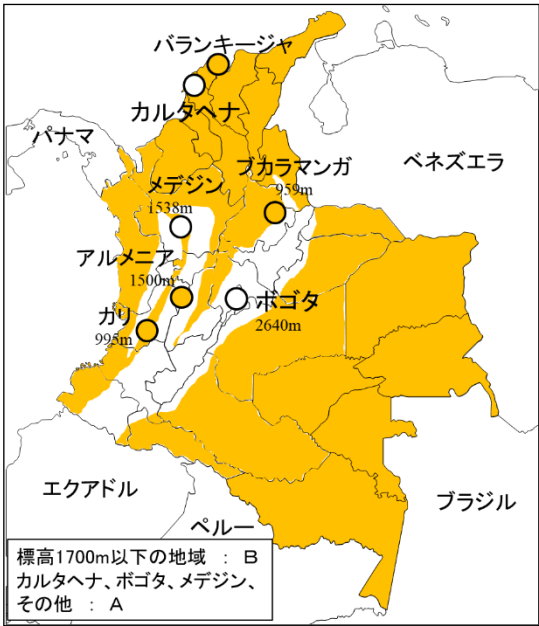 バランキージャ
カルタヘナ
パナマ
ベネズエラ
ブカラマンガ
959m
メデジン
1538m
アルメニア
1500m
ボゴタ
2640m
カリ
995m
エクアドル
ペルー
ブラジル
標高1700m以下の地域 : B
カルタヘナ、ボゴタ、メデジン、
その他 : A